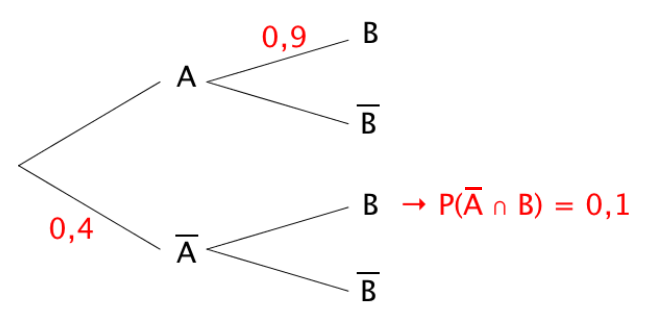 0,9
B
A
B̅
0,4
A̅
B → P(A̅ ∩ B) = 0,1
B̅